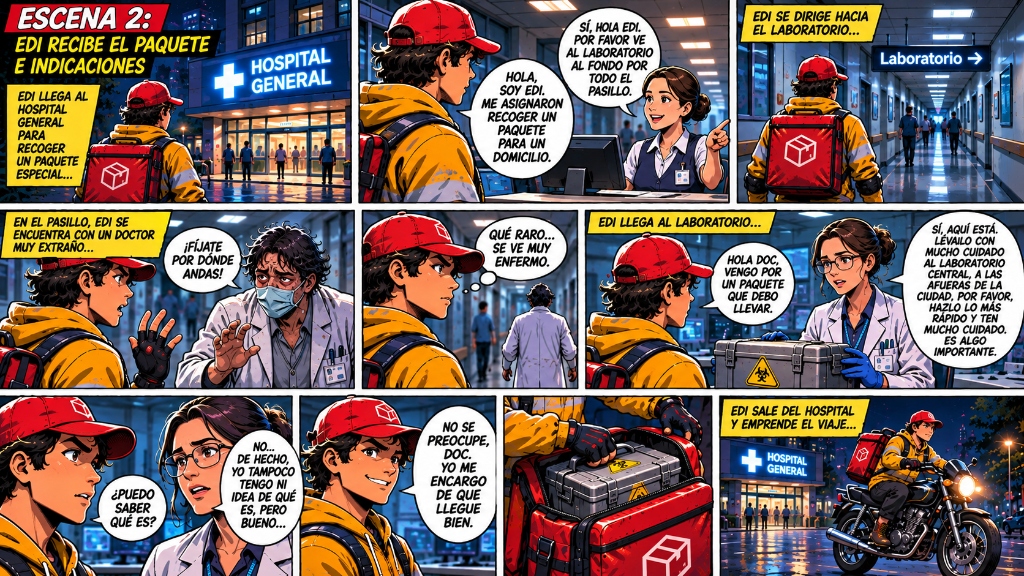 ESCENA 2:
EDI RECIBE EL PAQUETE
E INDICACIONES
EDI LLEGA AL
HOSPITAL
GENERAL
PARA
RECOGER
UN PAQUETE
ESPECIAL...
HOSPITAL
GENERAL
HOLA,
SOY EDI.
ME ASIGNARON
RECOGER UN
PAQUETE
PARA UN
DOMICILIO.
SÍ, HOLA EDI.
POR FAVOR VE
AL LABORATORIO
AL FONDO POR
TODO EL
PASILLO.
EDI SE DIRIGE HACIA
EL LABORATORIO...
Laboratorio →
EN EL PASILLO, EDI SE
ENCUENTRA CON UN DOCTOR
MUY EXTRAÑO...
¡FÍJATE
POR DÓNDE
ANDAS!
QUÉ RARO...
SE VE MUY
ENFERMO.
EDI LLEGA AL LABORATORIO...
HOLA DOC,
VENGO POR
UN PAQUETE
QUE DEBO
LLEVAR.
SÍ, AQUÍ ESTÁ.
LÉVAILO CON
MUCHO CUIDADO
AL LABORATORIO
CENTRAL, A LAS
AFUERAS DE LA
CIUDAD, POR FAVOR,
HAZLO LO MÁS
RÁPIDO Y TEN
MUCHO CUIDADO.
ES ALGO
IMPORTANTE.
¿PUEDO
SABER
QUÉ ES?
NO...
DE HECHO,
YO TAMPOCO
TENGO NI
IDEA DE QUÉ
ES, PERO
BUENO...
NO SE
PREOCUPE,
DOC.
YO ME
ENCARGO
DE QUE
LLEGUE
BIEN.
EDI SALE DEL HOSPITAL
Y EMPRENDE EL VIAJE...
HOSPITAL
GENERAL